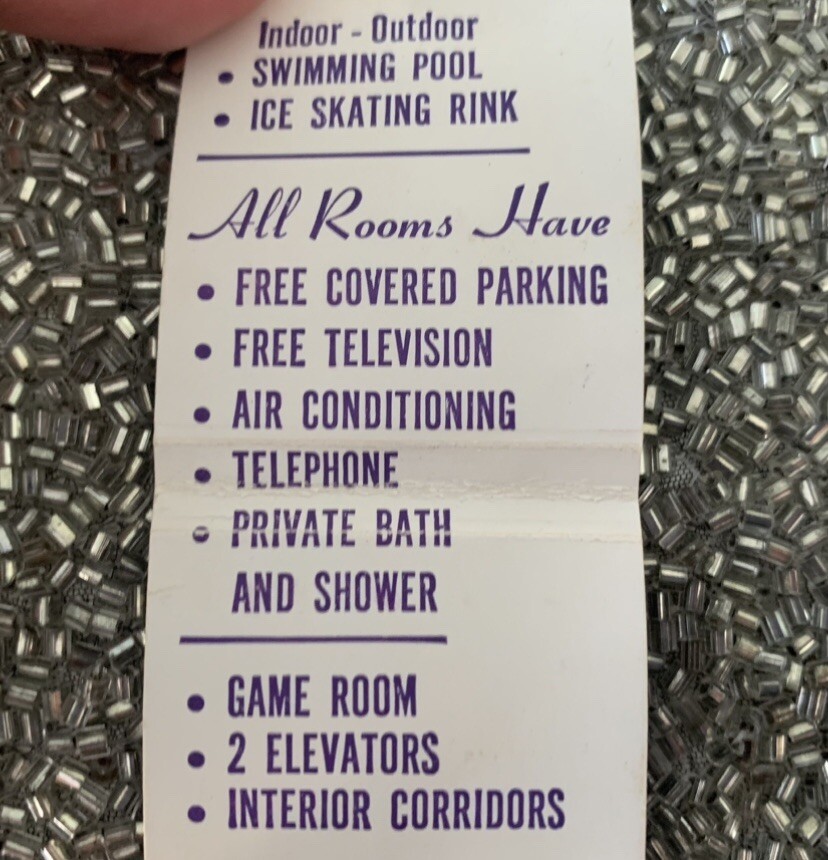 Indoor - Outdoor
• SWIMMING POOL
• ICE SKATING RINK
All Rooms Have
• FREE COVERED PARKING
• FREE TELEVISION
• AIR CONDITIONING
• TELEPHONE
• PRIVATE BATH
AND SHOWER
• GAME ROOM
• 2 ELEVATORS
• INTERIOR CORRIDORS